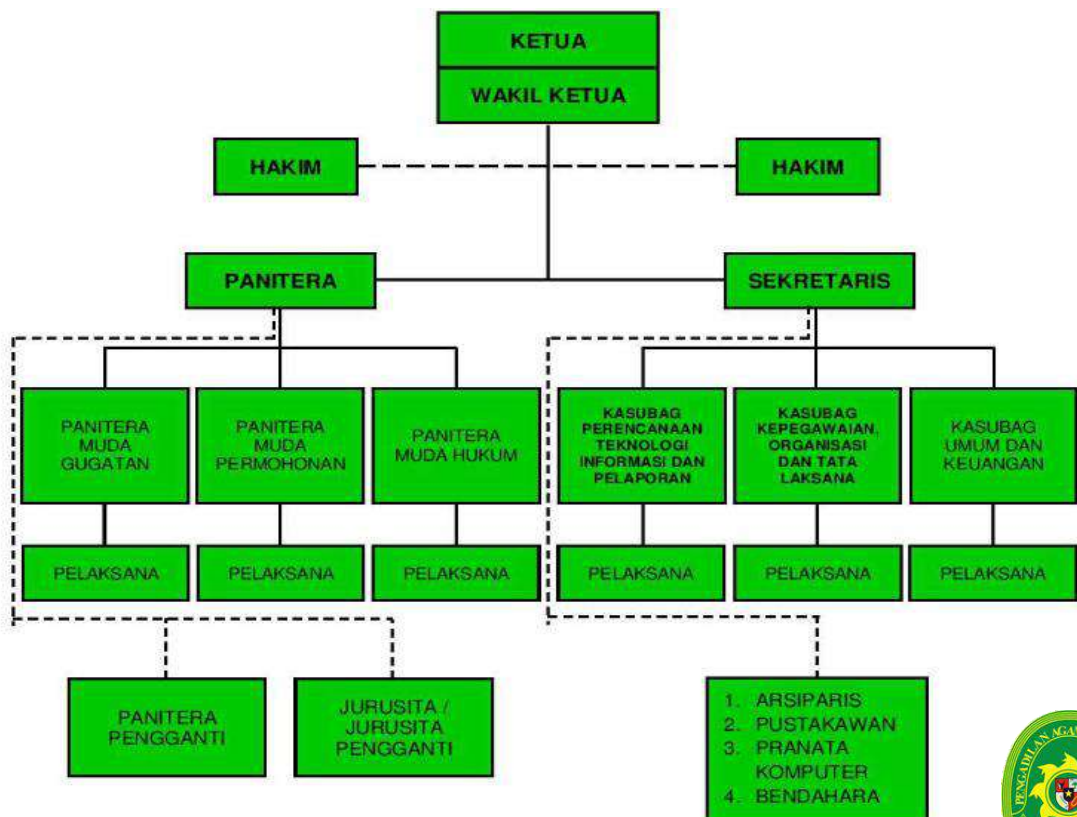 KETUA
WAKIL KETUA
HAKIM
HAKIM
PANITERA
SEKRETARIS
PANITERA
MUDA
GUGATAN
PANITERA
MUDA
PERMOHONAN
PANITERA
MUDA HUKUM
KASUBAG
PERENCANAAN
TEKNOLOGI
INFORMASI DAN
PELAPORAN
KASUBAG
KEPEGAWAIAN,
ORGANISASI
DAN TATA
LAKSANA
KASUBAG
UMUM DAN
KEUANGAN
PELAKSANA
PELAKSANA
PELAKSANA
PELAKSANA
PELAKSANA
PELAKSANA
PANITERA
PENGGANTI
JURUSITA /
JURUSITA
PENGGANTI
1. ARSIPARIS
2. PUSTAKAWAN
3. PRANATA
KOMPUTER
4. BENDAHARA
PENGADILAN